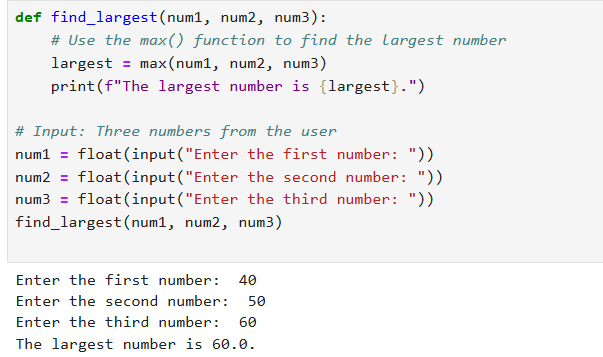 def find_largest(num1, num2, num3):
    # Use the max() function to find the largest number
    largest = max(num1, num2, num3)
    print(f"The largest number is {largest}.")

# Input: Three numbers from the user
num1 = float(input("Enter the first number: "))
num2 = float(input("Enter the second number: "))
num3 = float(input("Enter the third number: "))
find_largest(num1, num2, num3)

Enter the first number:  40
Enter the second number:  50
Enter the third number:  60
The largest number is 60.0.